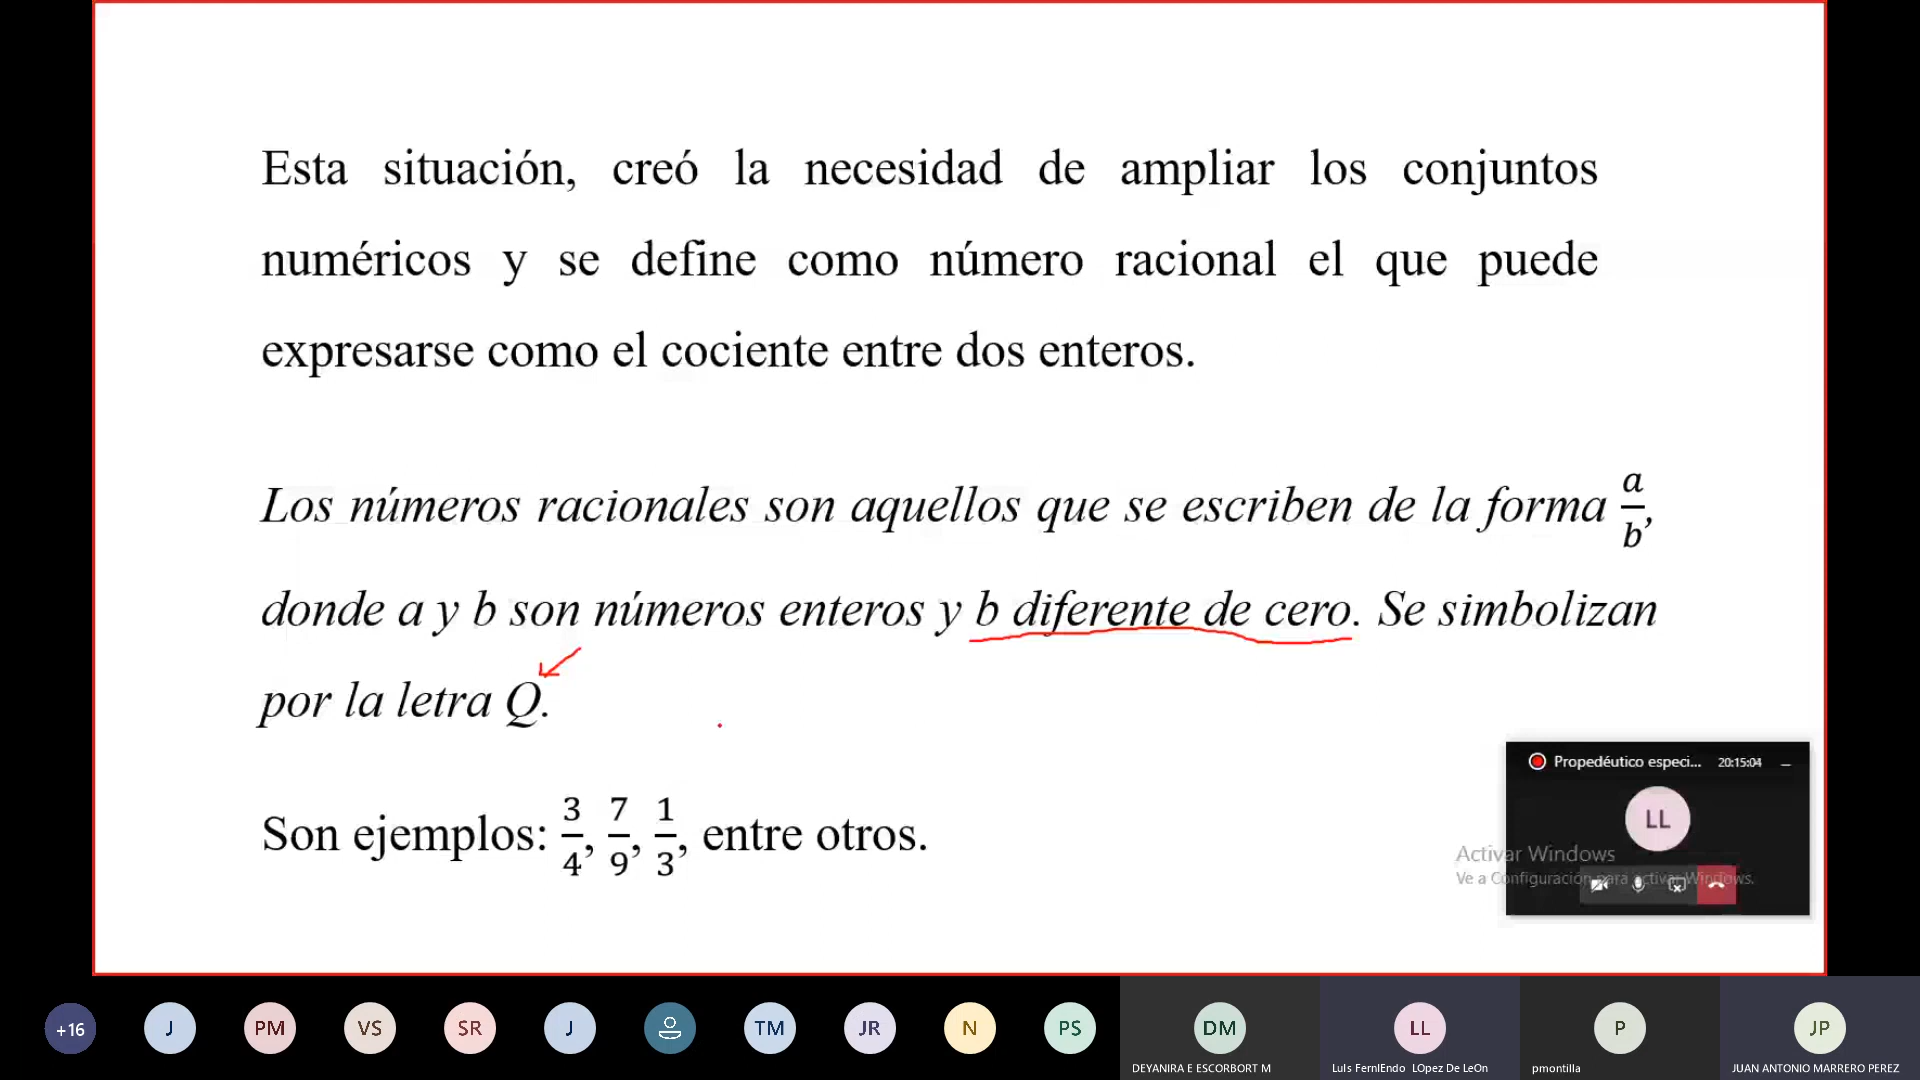 Esta situación, creó la necesidad de ampliar los conjuntos
numéricos y se define como número racional el que puede
expresarse como el cociente entre dos enteros.
Los números racionales son aquellos que se escriben de la forma a/b,
donde a y b son números enteros y b diferente de cero. Se simbolizan
por la letra Q.
Son ejemplos: 3/4, 7/9, 1/3, entre otros.
Propedéutico especi... 20:15:04
LL
Activar Windows
Ve a Configuración para activar Windows.
+16 J PM VS SR J TM JR N PS DM LL P JP
DEYANIRA E ESCORBORT M LuIs FernIEndo LOpez De LeOn pmontilla JUAN ANTONIO MARRERO PEREZ